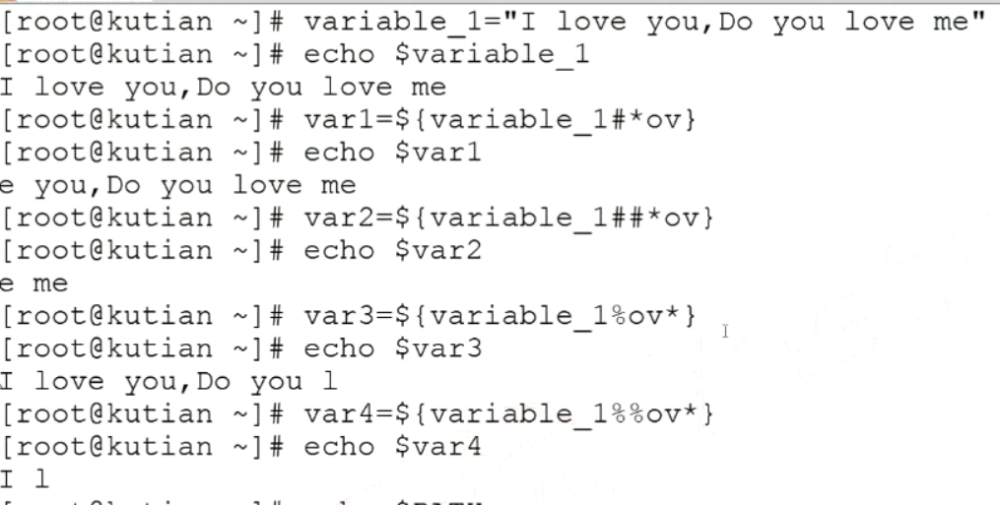 [root@kutian ~]# variable_1="I love you,Do you love me"
[root@kutian ~]# echo $variable_1
I love you,Do you love me
[root@kutian ~]# var1=${variable_1#*ov}
[root@kutian ~]# echo $var1
e you,Do you love me
[root@kutian ~]# var2=${variable_1##*ov}
[root@kutian ~]# echo $var2
e me
[root@kutian ~]# var3=${variable_1%ov*}
[root@kutian ~]# echo $var3
I love you,Do you l
[root@kutian ~]# var4=${variable_1%%ov*}
[root@kutian ~]# echo $var4
I l